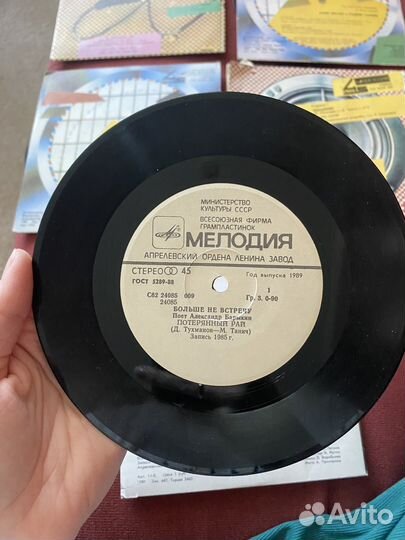 МИНИСТЕРСТВО
КУЛЬТУРЫ СССР
ВСЕСОЮЗНАЯ ФИРМА
ГРАМПЛАСТИНОК
МЕЛОДИЯ
АПРЕЛЕВСКИЙ ОРДЕНА ЛЕНИНА ЗАВОД
СТЕРЕО 45
Год выпуска 1989
ГОСТ 5289-88
С62 24085 009
1
24085
Гр. 3, 0-90
БОЛЬШЕ НЕ ВСТРЕЧУ
Поет Александр Барыкин
ПОТЕРЯННЫЙ РАЙ
(Д. Тухманов—М. Танич)
Запись 1985 г.
Avito